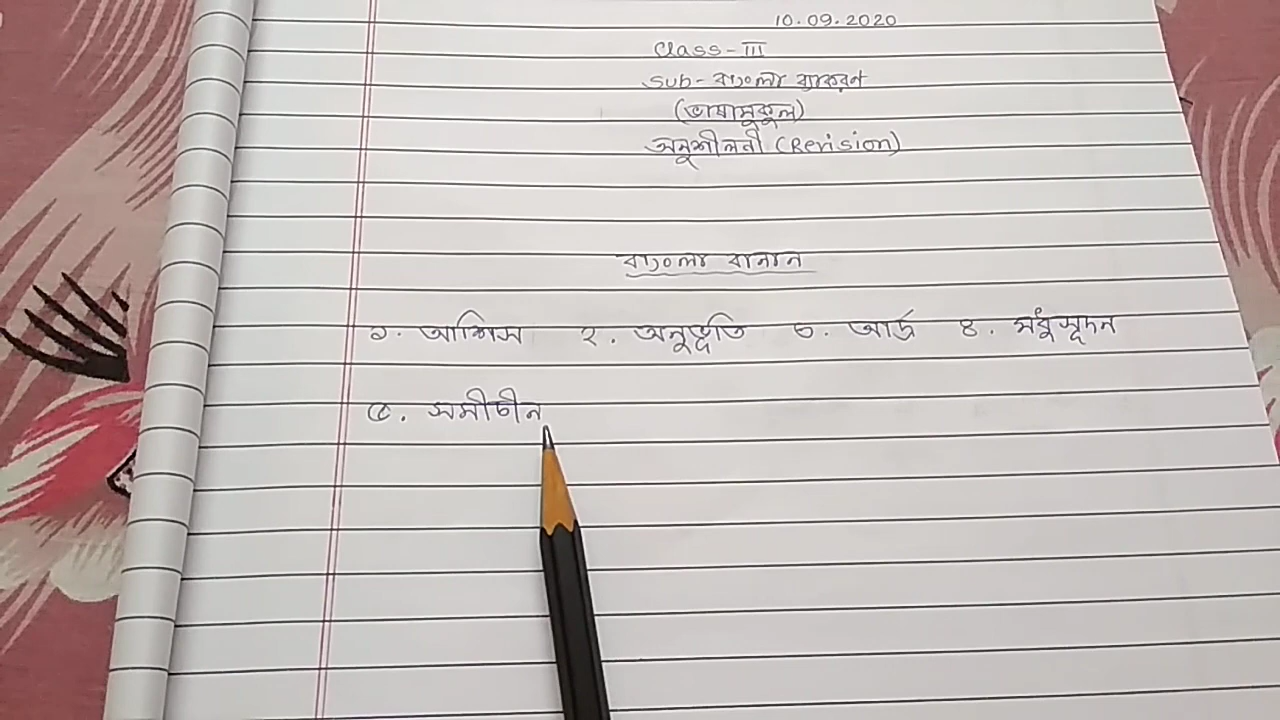 10.09.2020
Class - III
Sub - বাংলা ব্যাকরণ
(ভাষামুকুল)
অনুশীলনী (Revision)
বাংলা বানান
১. আশিস ২. অনুভূতি ৩. আর্দ্র ৪. মধুসূদন
৫. সমীচীন